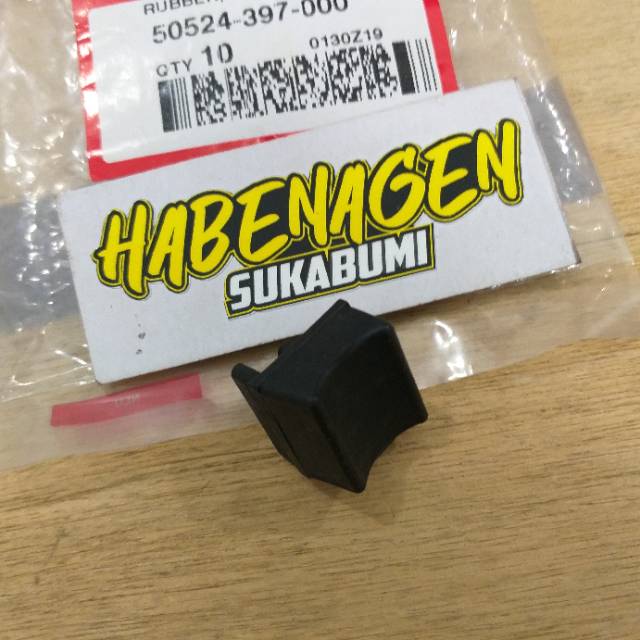 RUBBER,
50524-397-000
QTY 10
0130Z19
HABENAGEN
SUKABUMI